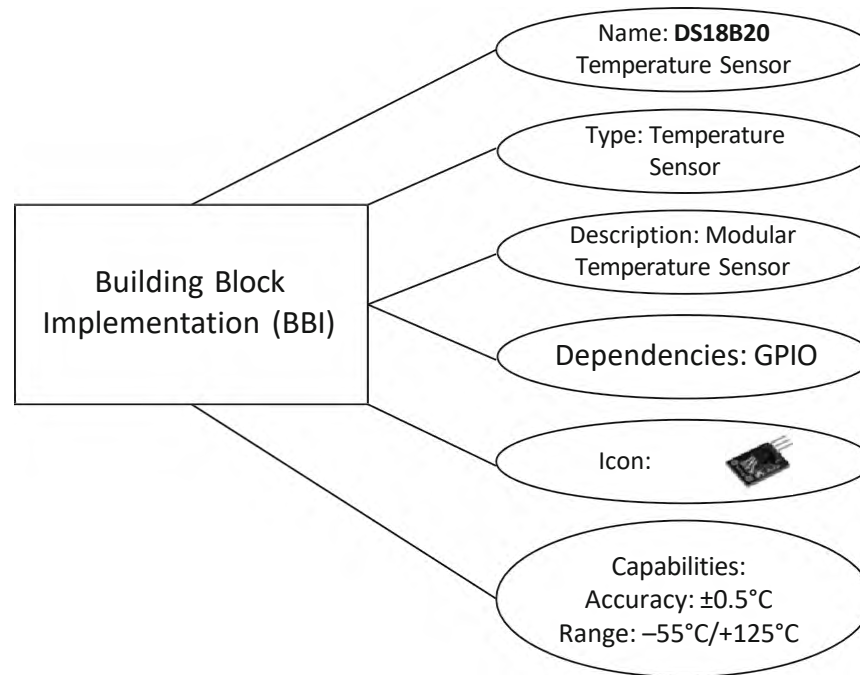 Name: DS18B20
Temperature Sensor
Type: Temperature
Sensor
Building Block
Implementation (BBI)
Description: Modular
Temperature Sensor
Dependencies: GPIO
Icon:
Capabilities:
Accuracy: ±0.5°C
Range: –55°C/+125°C